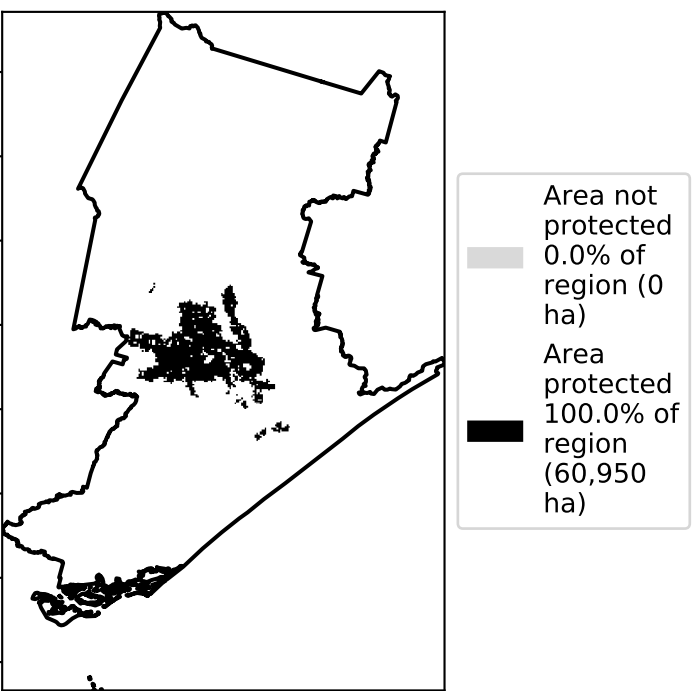 Area not
protected
0.0% of
region (0
ha)
Area
protected
100.0% of
region
(60,950
ha)